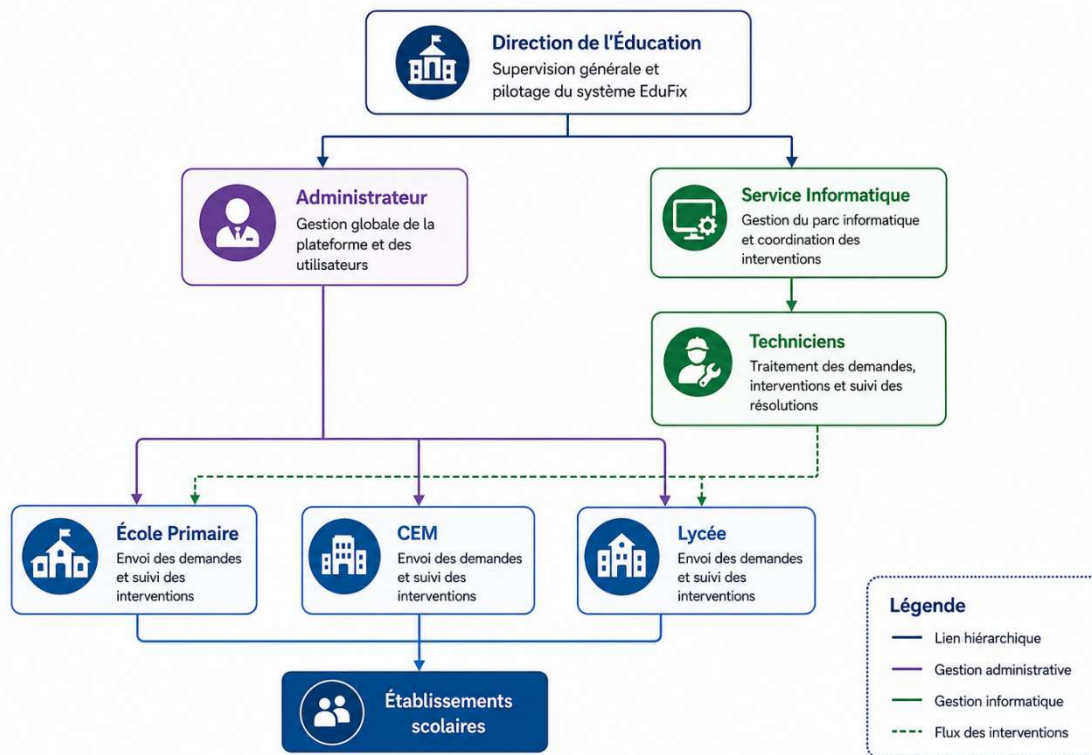 Direction de l'Éducation
Supervision générale et
pilotage du système EduFix
Administrateur
Gestion globale de la
plateforme et des
utilisateurs
Service Informatique
Gestion du parc informatique
et coordination des
interventions
Techniciens
Traitement des demandes,
interventions et suivi des
résolutions
École Primaire
Envoi des demandes
et suivi des
interventions
CEM
Envoi des demandes
et suivi des
interventions
Lycée
Envoi des demandes
et suivi des
interventions
Établissements
scolaires
Légende
Lien hiérarchique
Gestion administrative
Gestion informatique
Flux des interventions